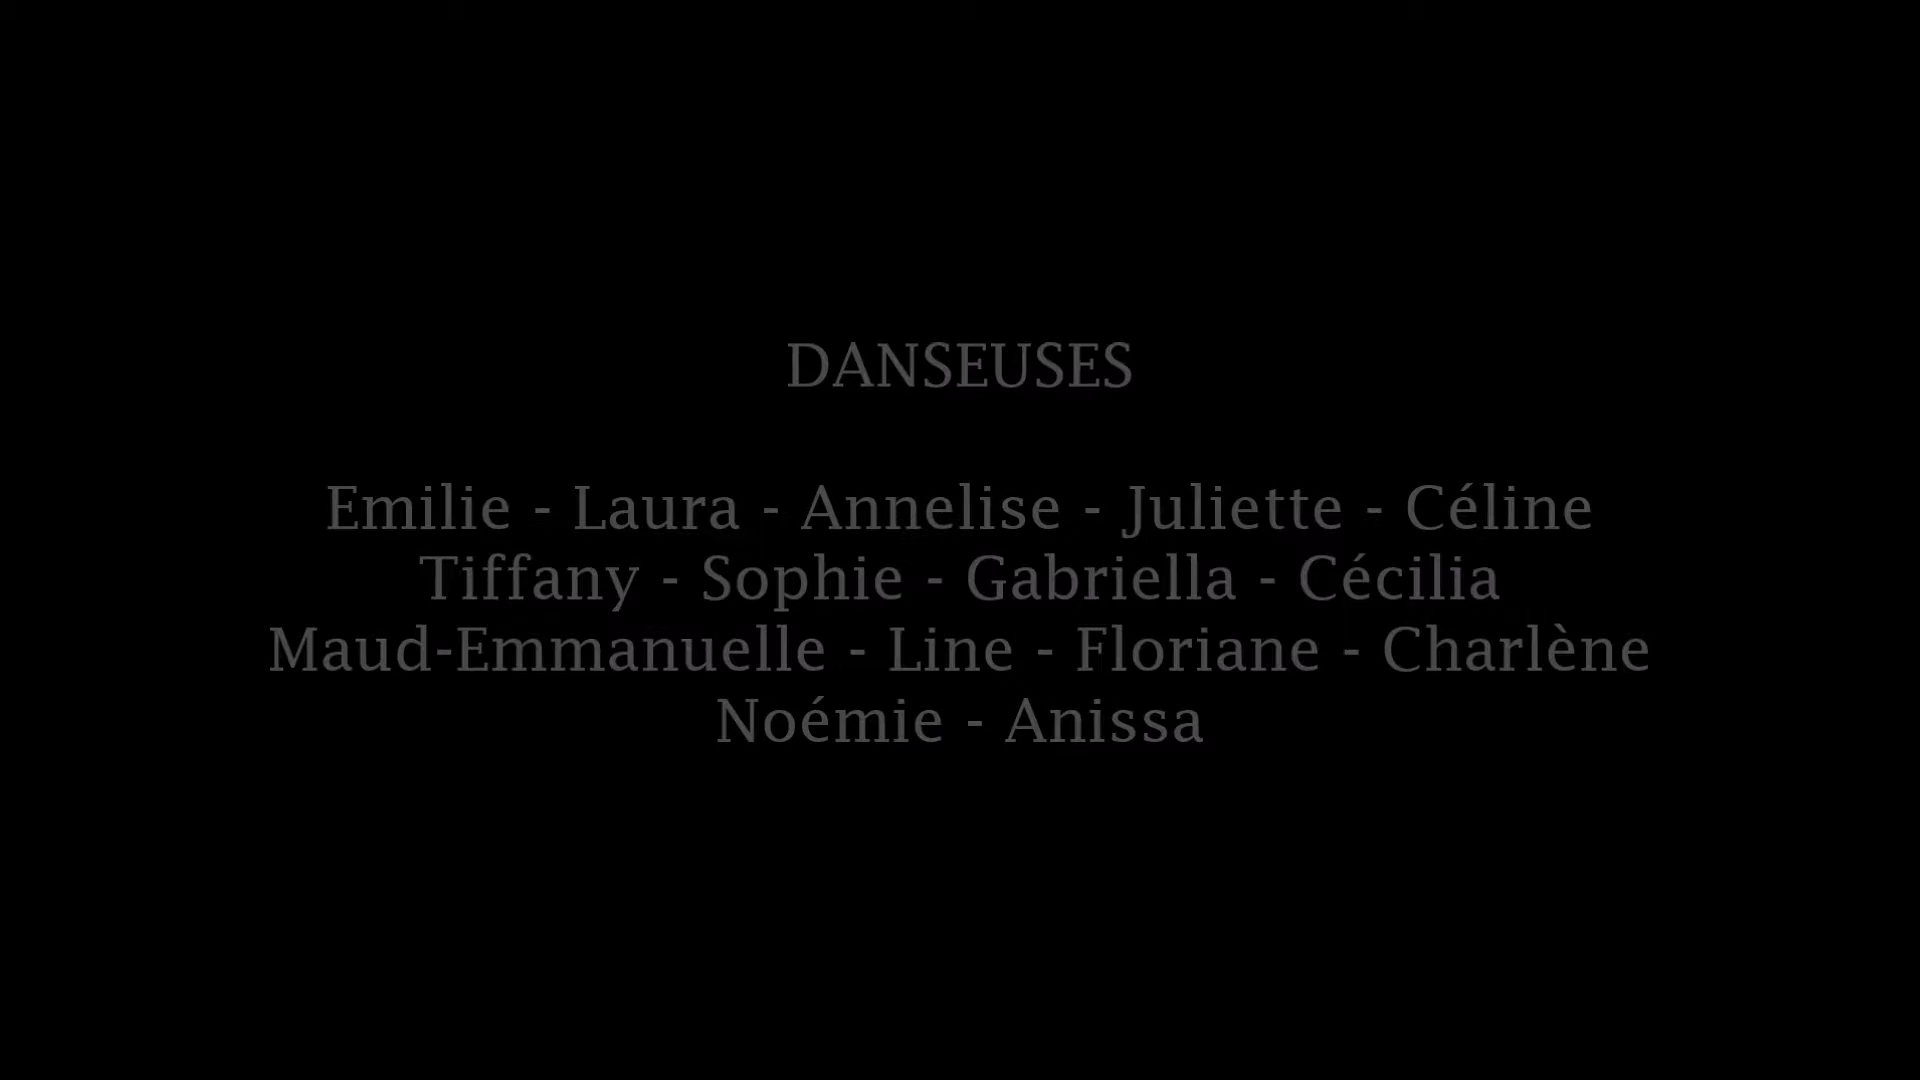 DANSEUSES
Emilie - Laura - Annelise - Juliette - Céline
Tiffany - Sophie - Gabriella - Cécilia
Maud-Emmanuelle - Line - Floriane - Charlène
Noémie - Anissa